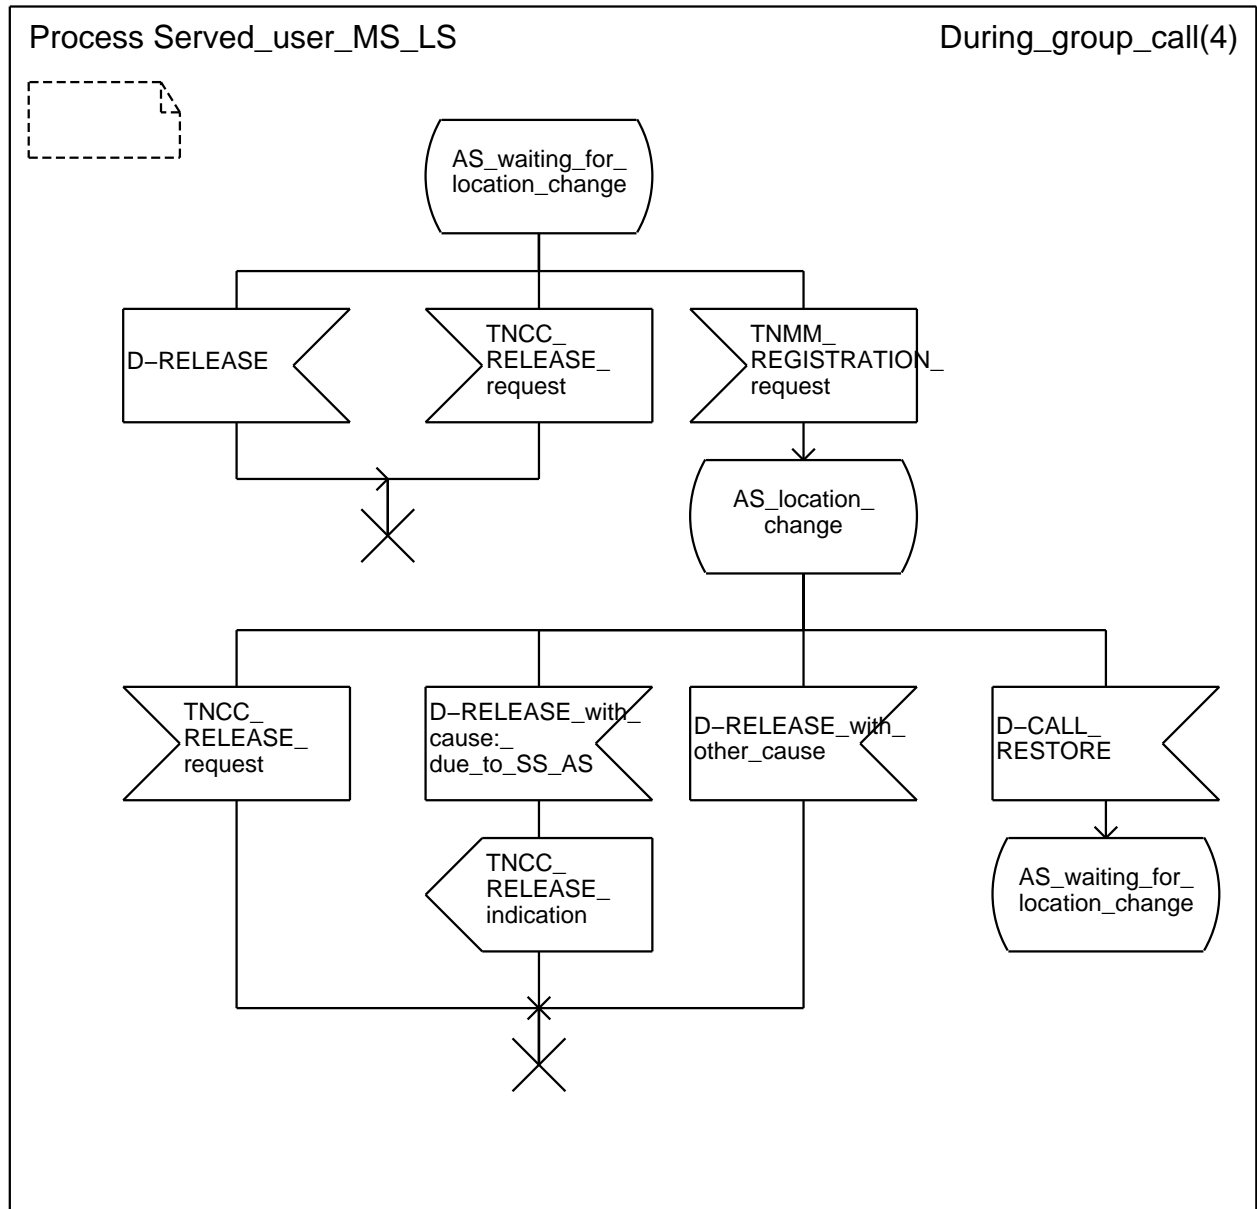 Process Served_user_MS_LS
During_group_call(4)
AS_waiting_for_
location_change
D–RELEASE
TNCC_
RELEASE_
request
TNMM_
REGISTRATION_
request
AS_location_
change
TNCC_
RELEASE_
request
D–RELEASE_with_
cause:_
due_to_SS_AS
D–RELEASE_with_
other_cause
D–CALL_
RESTORE
TNCC_
RELEASE_
indication
AS_waiting_for_
location_change